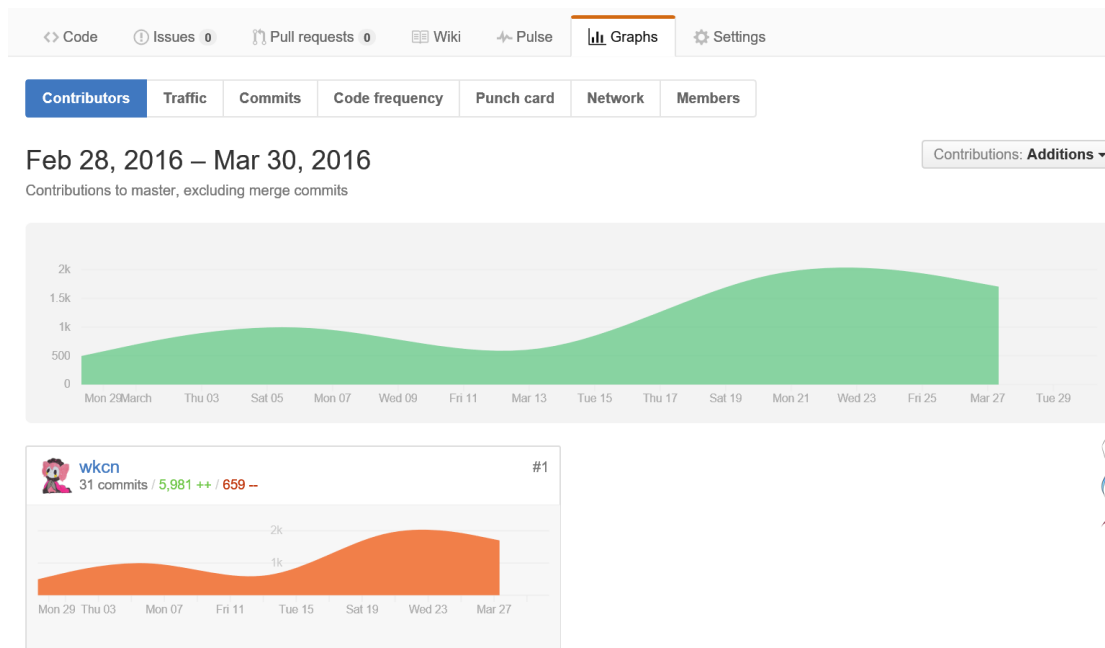 Code Issues 0 Pull requests 0 Wiki Pulse Graphs Settings
Contributors Traffic Commits Code frequency Punch card Network Members
Feb 28, 2016 – Mar 30, 2016
Contributions: Additions
Contributions to master, excluding merge commits
2k
1.5k
1k
500
0
Mon 29 March Thu 03 Sat 05 Mon 07 Wed 09 Fri 11 Mar 13 Tue 15 Thu 17 Sat 19 Mon 21 Wed 23 Fri 25 Mar 27 Tue 29
wkcn #1
31 commits / 5,981 ++ / 659 --
2k
1k
Mon 29 Thu 03 Mon 07 Fri 11 Tue 15 Sat 19 Wed 23 Mar 27